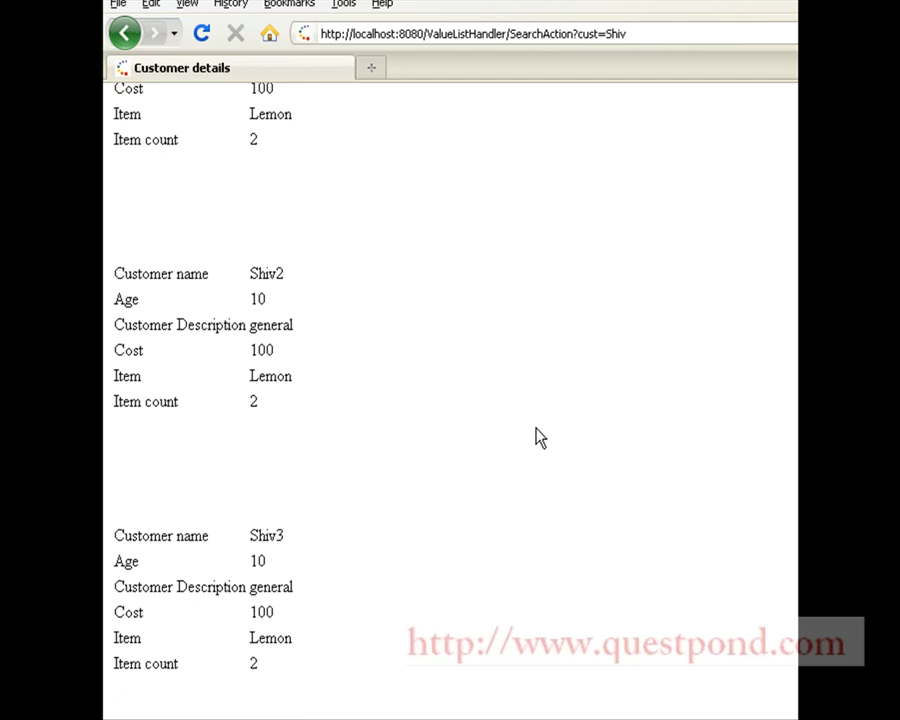 File Edit View History Bookmarks Tools Help
http://localhost:8080/ValueListHandler/SearchAction?cust=Shiv
Customer details
Cost 100
Item Lemon
Item count 2
Customer name Shiv2
Age 10
Customer Description general
Cost 100
Item Lemon
Item count 2
Customer name Shiv3
Age 10
Customer Description general
Cost 100
Item Lemon
Item count 2
http://www.questpond.com